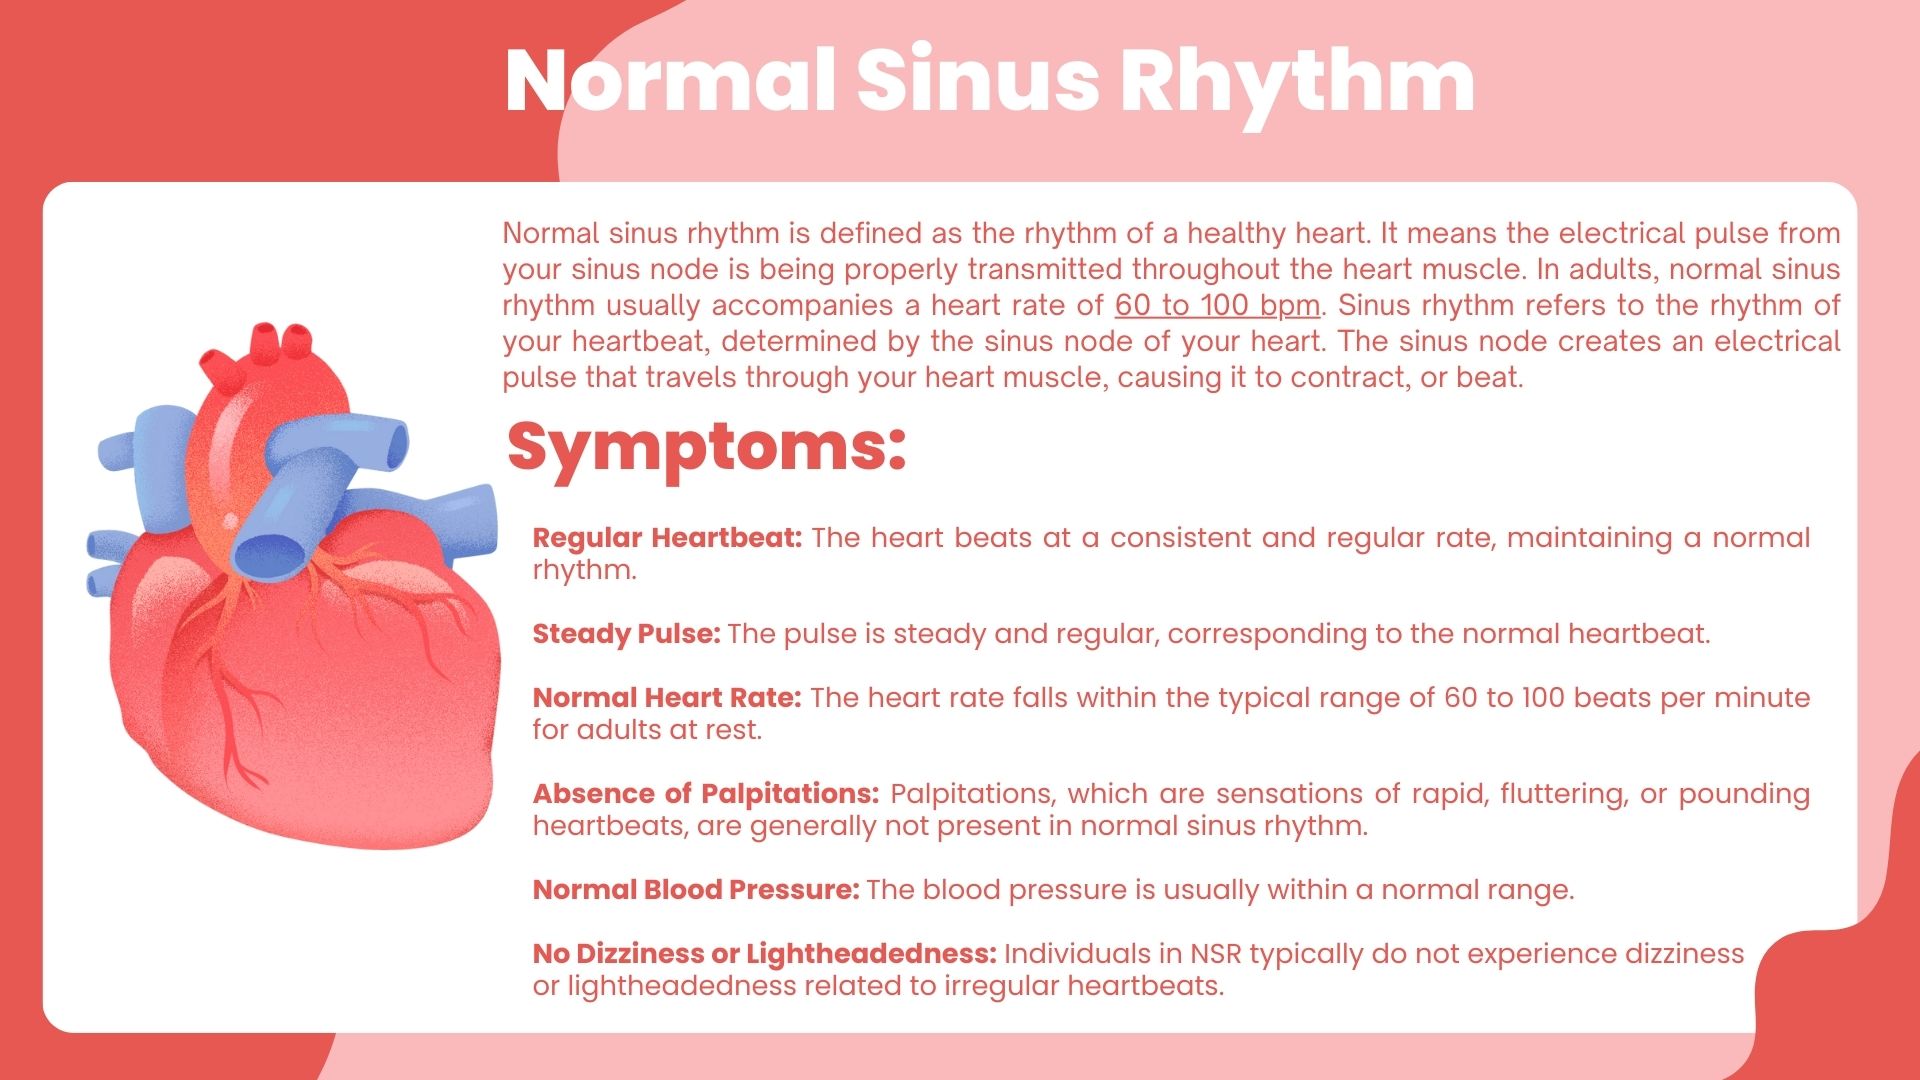 Normal Sinus Rhythm
Normal sinus rhythm is defined as the rhythm of a healthy heart. It means the electrical pulse from
your sinus node is being properly transmitted throughout the heart muscle. In adults, normal sinus
rhythm usually accompanies a heart rate of 60 to 100 bpm. Sinus rhythm refers to the rhythm of
your heartbeat, determined by the sinus node of your heart. The sinus node creates an electrical
pulse that travels through your heart muscle, causing it to contract, or beat.
Symptoms:
Regular Heartbeat: The heart beats at a consistent and regular rate, maintaining a normal
rhythm.
Steady Pulse: The pulse is steady and regular, corresponding to the normal heartbeat.
Normal Heart Rate: The heart rate falls within the typical range of 60 to 100 beats per minute
for adults at rest.
Absence of Palpitations: Palpitations, which are sensations of rapid, fluttering, or pounding
heartbeats, are generally not present in normal sinus rhythm.
Normal Blood Pressure: The blood pressure is usually within a normal range.
No Dizziness or Lightheadedness: Individuals in NSR typically do not experience dizziness
or lightheadedness related to irregular heartbeats.